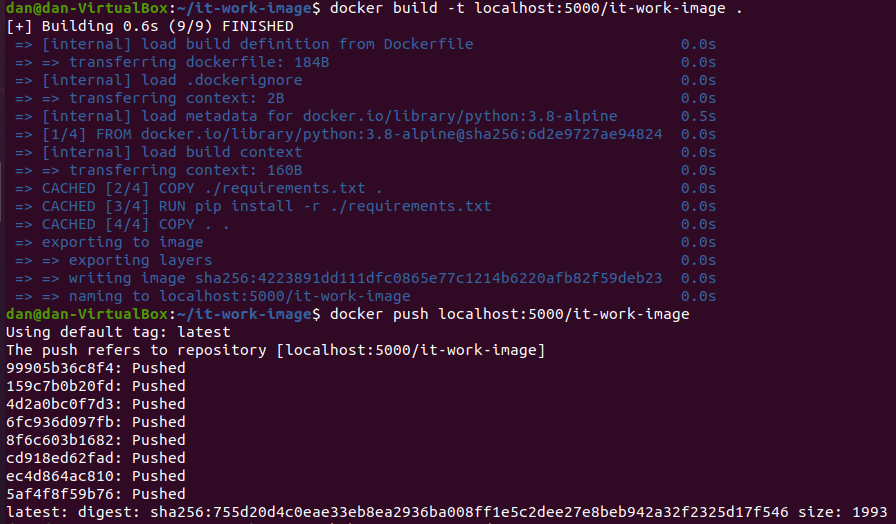 dan@dan-VirtualBox:~/it-work-image$ docker build -t localhost:5000/it-work-image .
[+] Building 0.6s (9/9) FINISHED
=> [internal] load build definition from Dockerfile 0.0s
=> => transferring dockerfile: 184B 0.0s
=> [internal] load .dockerignore 0.0s
=> => transferring context: 2B 0.0s
=> [internal] load metadata for docker.io/library/python:3.8-alpine 0.5s
=> [1/4] FROM docker.io/library/python:3.8-alpine@sha256:6d2e9727ae94824 0.0s
=> [internal] load build context 0.0s
=> => transferring context: 160B 0.0s
=> CACHED [2/4] COPY ./requirements.txt . 0.0s
=> CACHED [3/4] RUN pip install -r ./requirements.txt 0.0s
=> CACHED [4/4] COPY . . 0.0s
=> exporting to image 0.0s
=> => exporting layers 0.0s
=> => writing image sha256:4223891dd111dfc0865e77c1214b6220afb82f59deb23 0.0s
=> => naming to localhost:5000/it-work-image 0.0s
dan@dan-VirtualBox:~/it-work-image$ docker push localhost:5000/it-work-image
Using default tag: latest
The push refers to repository [localhost:5000/it-work-image]
99905b36c8f4: Pushed
159c7b0b20fd: Pushed
4d2a0bc0f7d3: Pushed
6fc936d097fb: Pushed
8f6c603b1682: Pushed
cd918ed62fad: Pushed
ec4d864ac810: Pushed
5af4f8f59b76: Pushed
latest: digest: sha256:755d20d4c0eae33eb8ea2936ba008ff1e5c2dee27e8beb942a32f2325d17f546 size: 1993